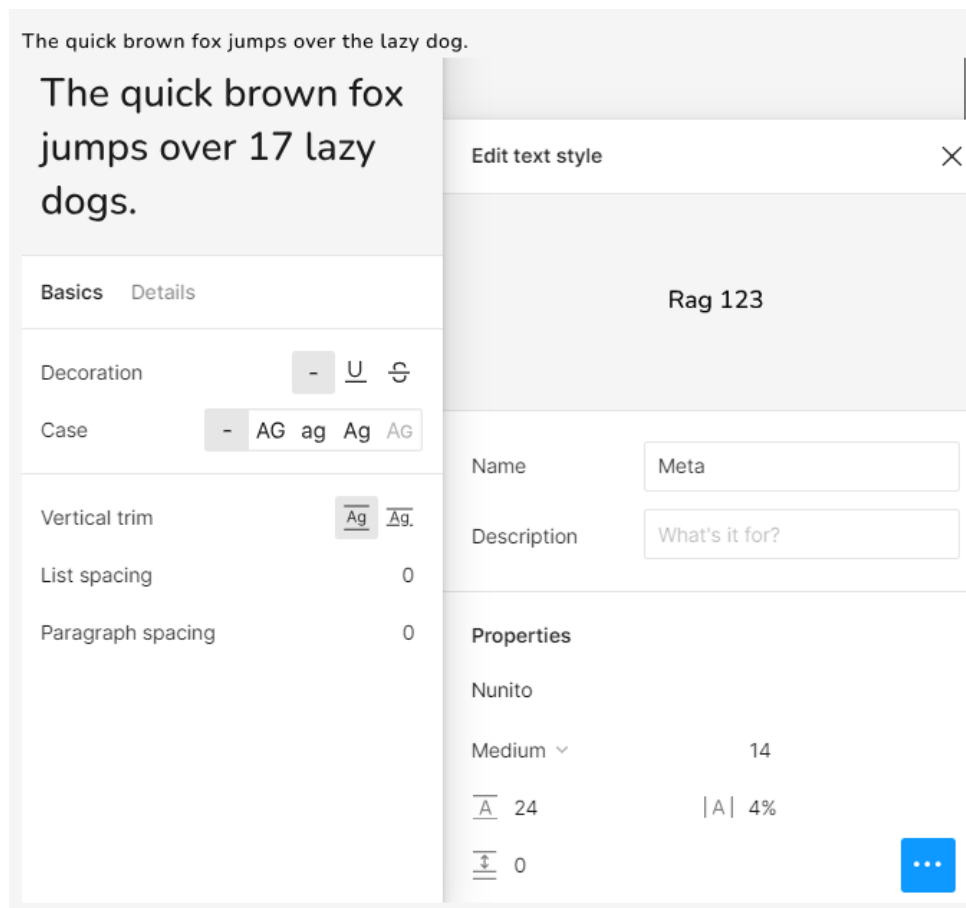 The quick brown fox jumps over the lazy dog.
The quick brown fox
jumps over 17 lazy
dogs.
Basics Details
Decoration - U S
Case - AG ag Ag AG
Vertical trim Ag Ag
List spacing 0
Paragraph spacing 0
Edit text style
Rag 123
Name Meta
Description What's it for?
Properties
Nunito
Medium 14
A 24 |A| 4%
0